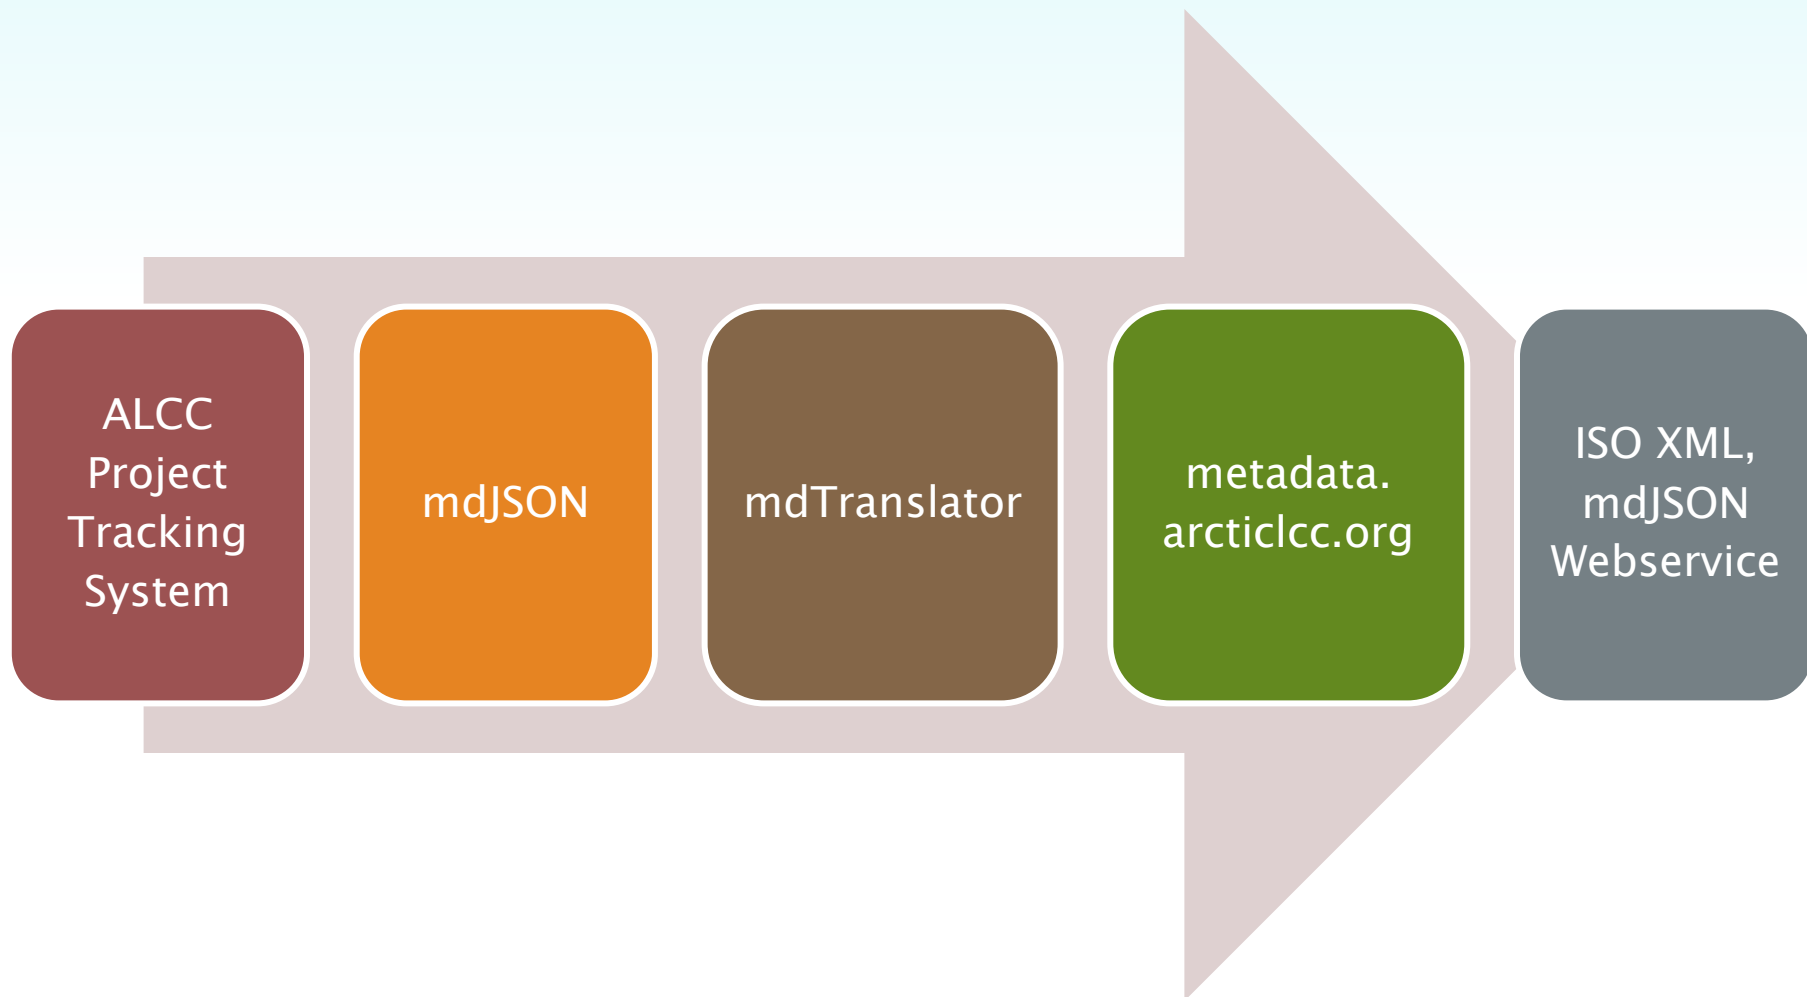 ALCC
Project
Tracking
System
mdJSON
mdTranslator
metadata.
arcticlcc.org
ISO XML,
mdJSON
Webservice